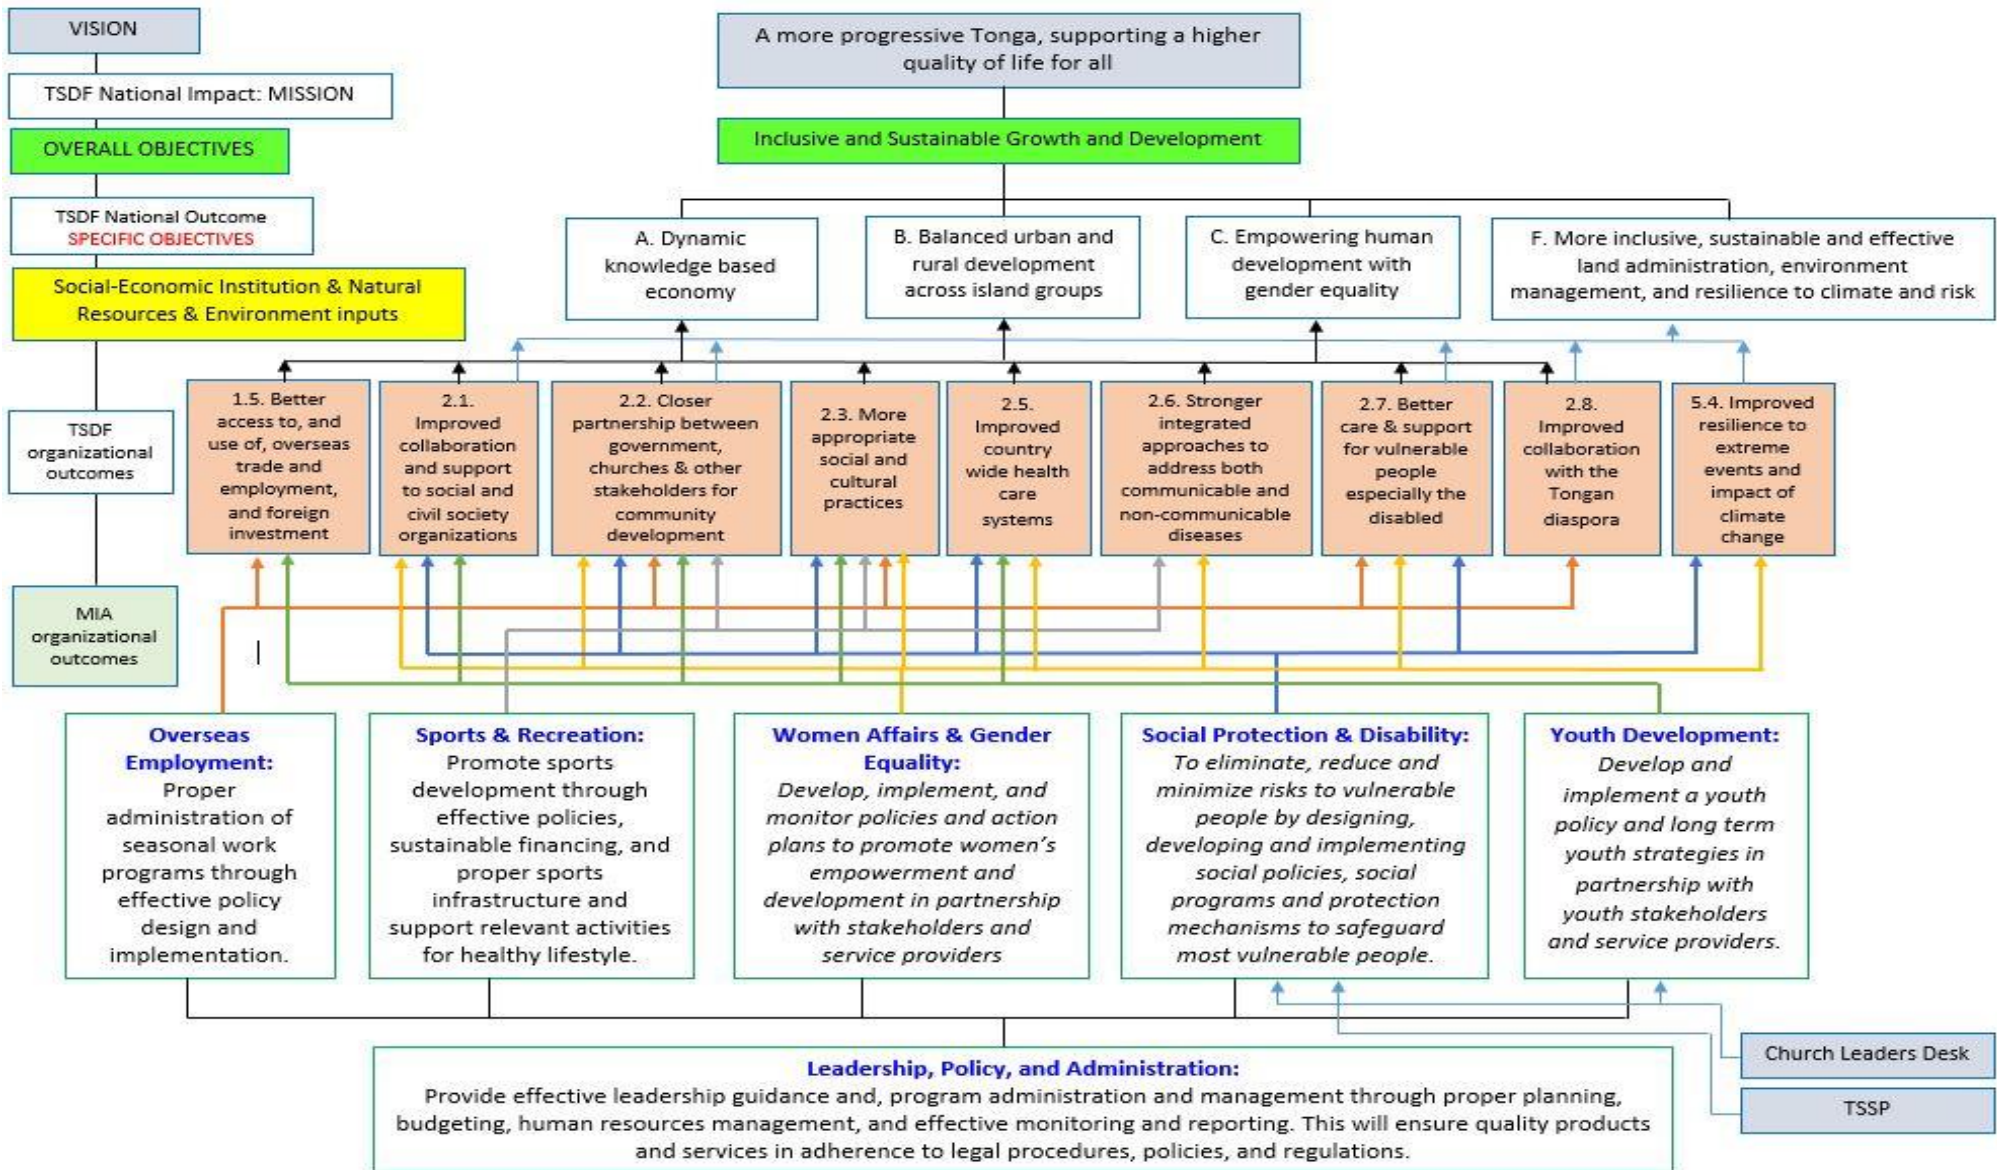 VISION
A more progressive Tonga, supporting a higher
quality of life for all
TSDF National Impact: MISSION
OVERALL OBJECTIVES
Inclusive and Sustainable Growth and Development
TSDF National Outcome
SPECIFIC OBJECTIVES
A. Dynamic
knowledge based
economy
B. Balanced urban and
rural development
across island groups
C. Empowering human
development with
gender equality
F. More inclusive, sustainable and effective
land administration, environment
management, and resilience to climate and risk
Social-Economic Institution & Natural
Resources & Environment inputs
TSDF
organizational
outcomes
1.5. Better
access to, and
use of, overseas
trade and
employment,
and foreign
investment
2.1.
Improved
collaboration
and support
to social and
civil society
organizations
2.2. Closer
partnership between
government,
churches & other
stakeholders for
community
development
2.3. More
appropriate
social and
cultural
practices
2.5.
Improved
country
wide health
care
systems
2.6. Stronger
integrated
approaches to
address both
communicable and
non-communicable
diseases
2.7. Better
care & support
for vulnerable
people
especially the
disabled
2.8.
Improved
collaboration
with the
Tongan
diaspora
5.4. Improved
resilience to
extreme
events and
impact of
climate
change
MIA
organizational
outcomes
Overseas
Employment:
Proper
administration of
seasonal work
programs through
effective policy
design and
implementation.
Sports & Recreation:
Promote sports
development through
effective policies,
sustainable financing, and
proper sports
infrastructure and
support relevant activities
for healthy lifestyle.
Women Affairs & Gender
Equality:
Develop, implement, and
monitor policies and action
plans to promote women's
empowerment and
development in partnership
with stakeholders and
service providers
Social Protection & Disability:
To eliminate, reduce and
minimize risks to vulnerable
people by designing,
developing and implementing
social policies, social
programs and protection
mechanisms to safeguard
most vulnerable people.
Youth Development:
Develop and
implement a youth
policy and long term
youth strategies in
partnership with
youth stakeholders
and service providers.
Church Leaders Desk
TSSP
Leadership, Policy, and Administration:
Provide effective leadership guidance and, program administration and management through proper planning,
budgeting, human resources management, and effective monitoring and reporting. This will ensure quality products
and services in adherence to legal procedures, policies, and regulations.